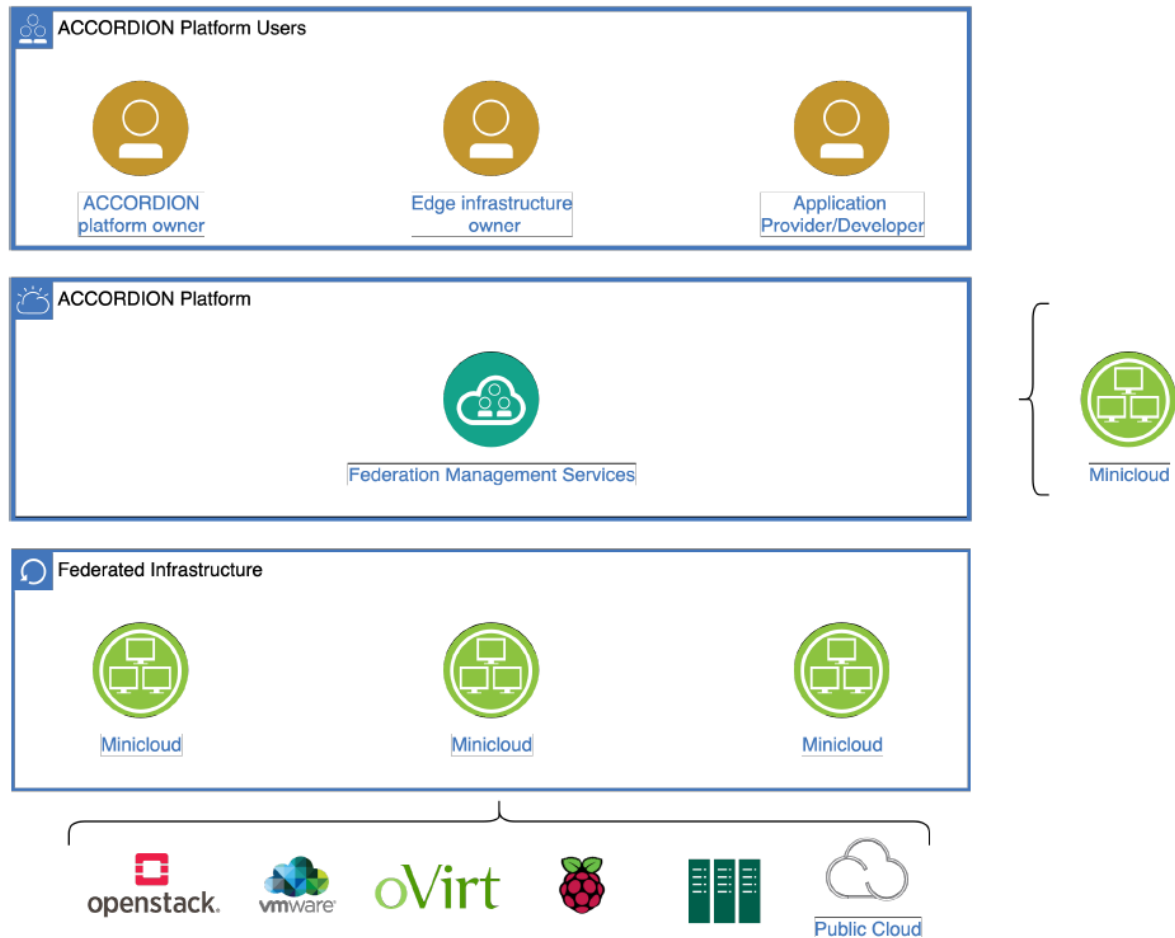 ACCORDION Platform Users
ACCORDION
platform owner
Edge infrastructure
owner
Application
Provider/Developer
ACCORDION Platform
Federation Management Services
Minicloud
Federated Infrastructure
Minicloud
Minicloud
Minicloud
openstack.
vmware
oVirt
Public Cloud